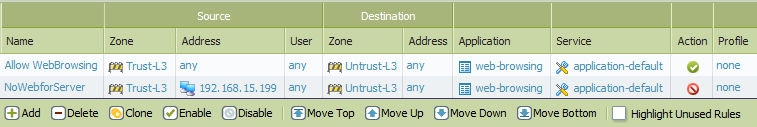 Source Destination
Name Zone Address User Zone Address Application Service Action Profile
Allow WebBrowsing Trust-L3 any any Untrust-L3 any web-browsing application-default none
NoWebforServer Trust-L3 192.168.15.199 any Untrust-L3 any web-browsing application-default none
Add Delete Clone Enable Disable Move Top Move Up Move Down Move Bottom Highlight Unused Rules